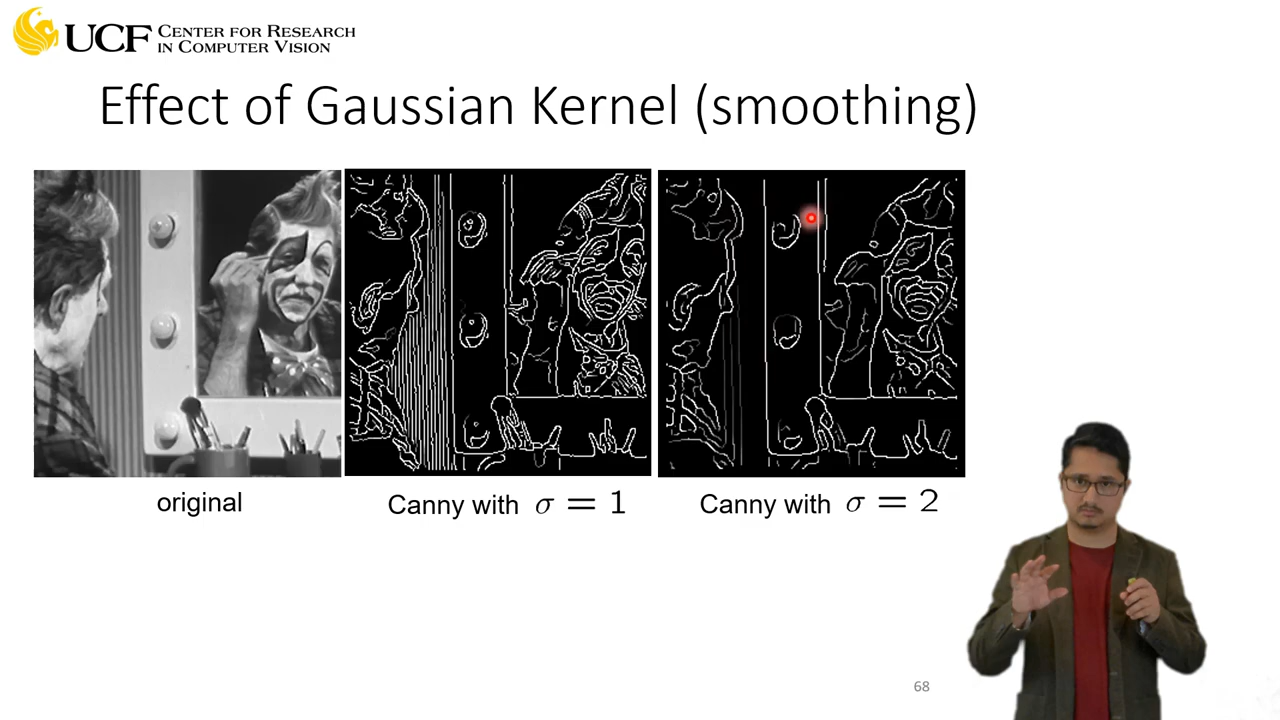 UCF CENTER FOR RESEARCH
IN COMPUTER VISION
Effect of Gaussian Kernel (smoothing)
original
Canny with σ = 1
Canny with σ = 2
68